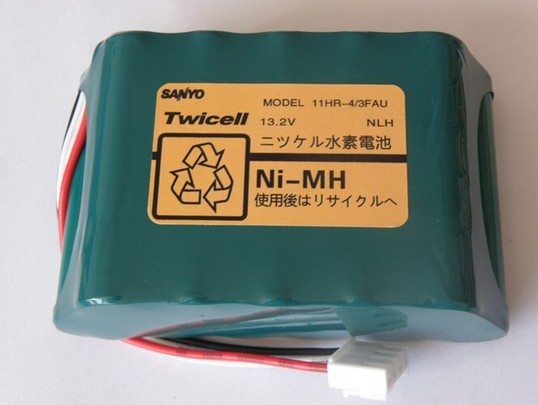 SANYO
MODEL 11HR-4/3FAU
Twicell 13.2V NLH
ニッケル水素電池
Ni-MH
使用後はリサイクルへ